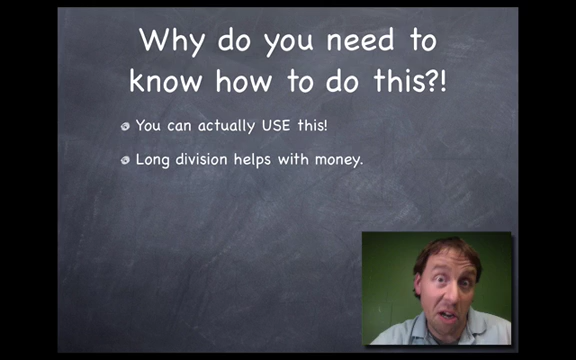 Why do you need to
know how to do this?!
You can actually USE this!
Long division helps with money.